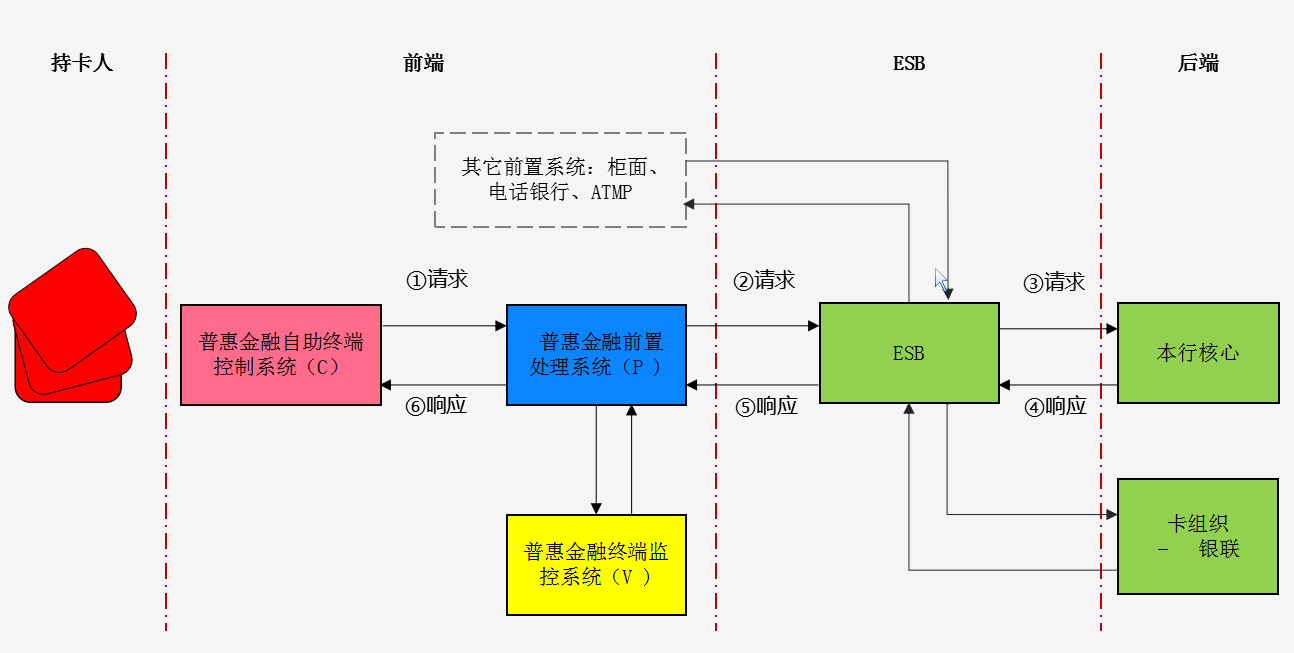 持卡人
前端
ESB
后端
其它前置系统：柜面、
电话银行、ATMP
①请求
②请求
③请求
普惠金融自助终端
控制系统（C）
普惠金融前置
处理系统（P ）
ESB
本行核心
⑥响应
⑤响应
④响应
普惠金融终端监
控系统（V ）
卡组织
– 银联